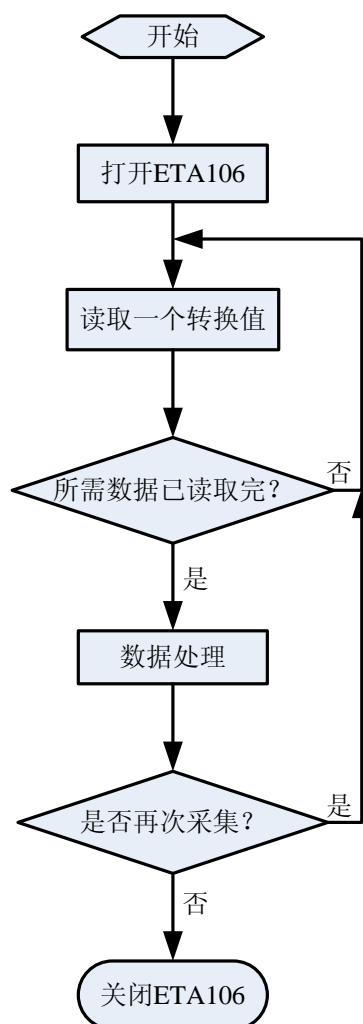 开始
打开ETA106
读取一个转换值
所需数据已读取完？
否
是
数据处理
是否再次采集？
是
否
关闭ETA106